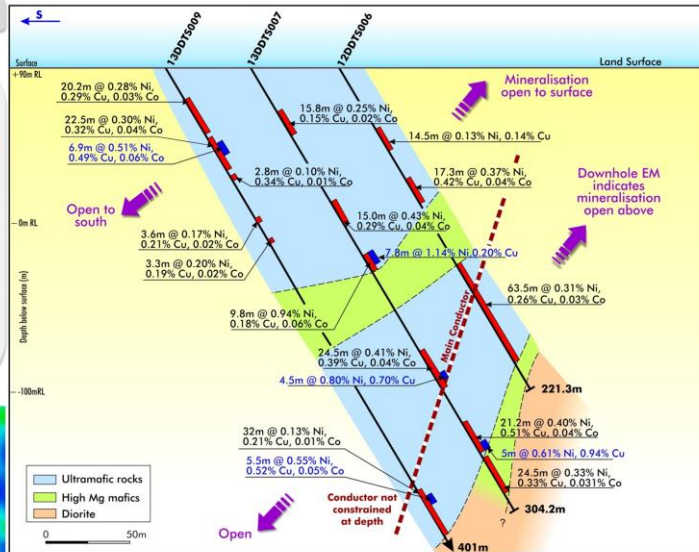 S
13DDTS009
13DDTS007
12DDTS006
Surface
Land Surface
+90m RL
20.2m @ 0.28% Ni,
0.29% Cu, 0.03% Co
22.5m @ 0.30% Ni,
0.32% Cu, 0.04% Co
6.9m @ 0.51% Ni,
0.49% Cu, 0.06% Co
15.8m @ 0.25% Ni,
0.15% Cu, 0.02% Co
Mineralisation
open to surface
14.5m @ 0.13% Ni, 0.14% Cu
2.8m @ 0.10% Ni,
0.34% Cu, 0.01% Co
17.3m @ 0.37% Ni,
0.42% Cu, 0.04% Co
Downhole EM
indicates
mineralisation
open above
Open to
south
-0m RL
3.6m @ 0.17% Ni,
0.21% Cu, 0.02% Co
15.0m @ 0.43% Ni,
0.29% Cu, 0.04% Co
3.3m @ 0.20% Ni,
0.19% Cu, 0.02% Co
7.8m @ 1.14% Ni,0.20% Cu
Depth below surface (m)
9.8m @ 0.94% Ni,
0.18% Cu, 0.06% Co
63.5m @ 0.31% Ni,
0.26% Cu, 0.03% Co
Main Conductor
24.5m @ 0.41% Ni,
0.39% Cu, 0.04% Co
4.5m @ 0.80% Ni, 0.70% Cu
221.3m
-100mRL
32m @ 0.13% Ni,
0.21% Cu, 0.01% Co
5.5m @ 0.55% Ni,
0.52% Cu, 0.05% Co
21.2m @ 0.40% Ni,
0.51% Cu, 0.04% Co
5m @ 0.61% Ni, 0.94% Cu
24.5m @ 0.33% Ni,
0.33% Cu, 0.031% Co
Ultramafic rocks
High Mg mafics
Diorite
Conductor not
constrained
at depth
304.2m
?
Open
0 50m
401m